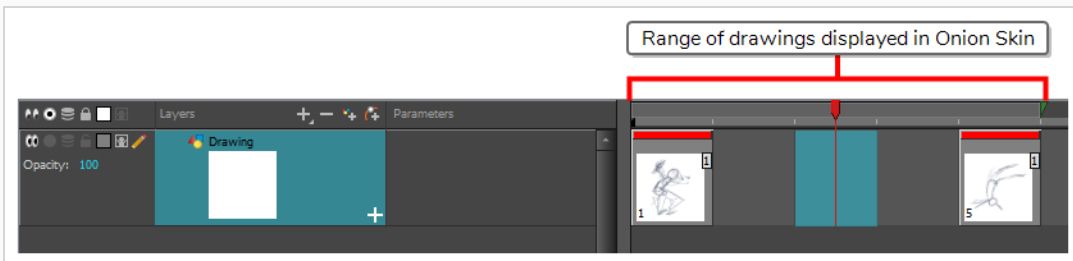 Range of drawings displayed in Onion Skin
Layers
Parameters
Drawing
Opacity: 100
1
1
1
5